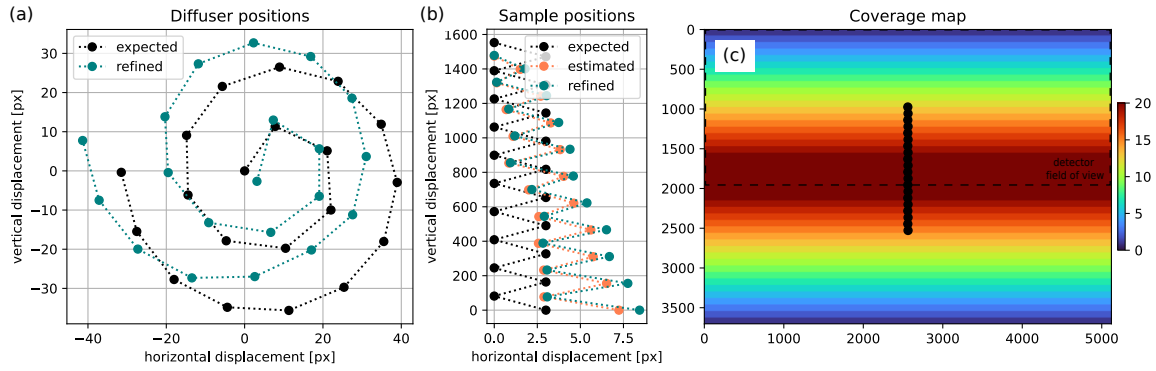 (a)
Diffuser positions
expected
refined
30
20
10
0
−10
−20
−30
vertical displacement [px]
−40
−20
0
20
40
horizontal displacement [px]
(b)
Sample positions
expected
estimated
refined
1600
1400
1200
1000
800
600
400
200
0
vertical displacement [px]
0.0
2.5
5.0
7.5
horizontal displacement [px]
Coverage map
(c)
0
500
1000
1500
2000
2500
3000
3500
0
1000
2000
3000
4000
5000
detector
field of view
20
15
10
5
0